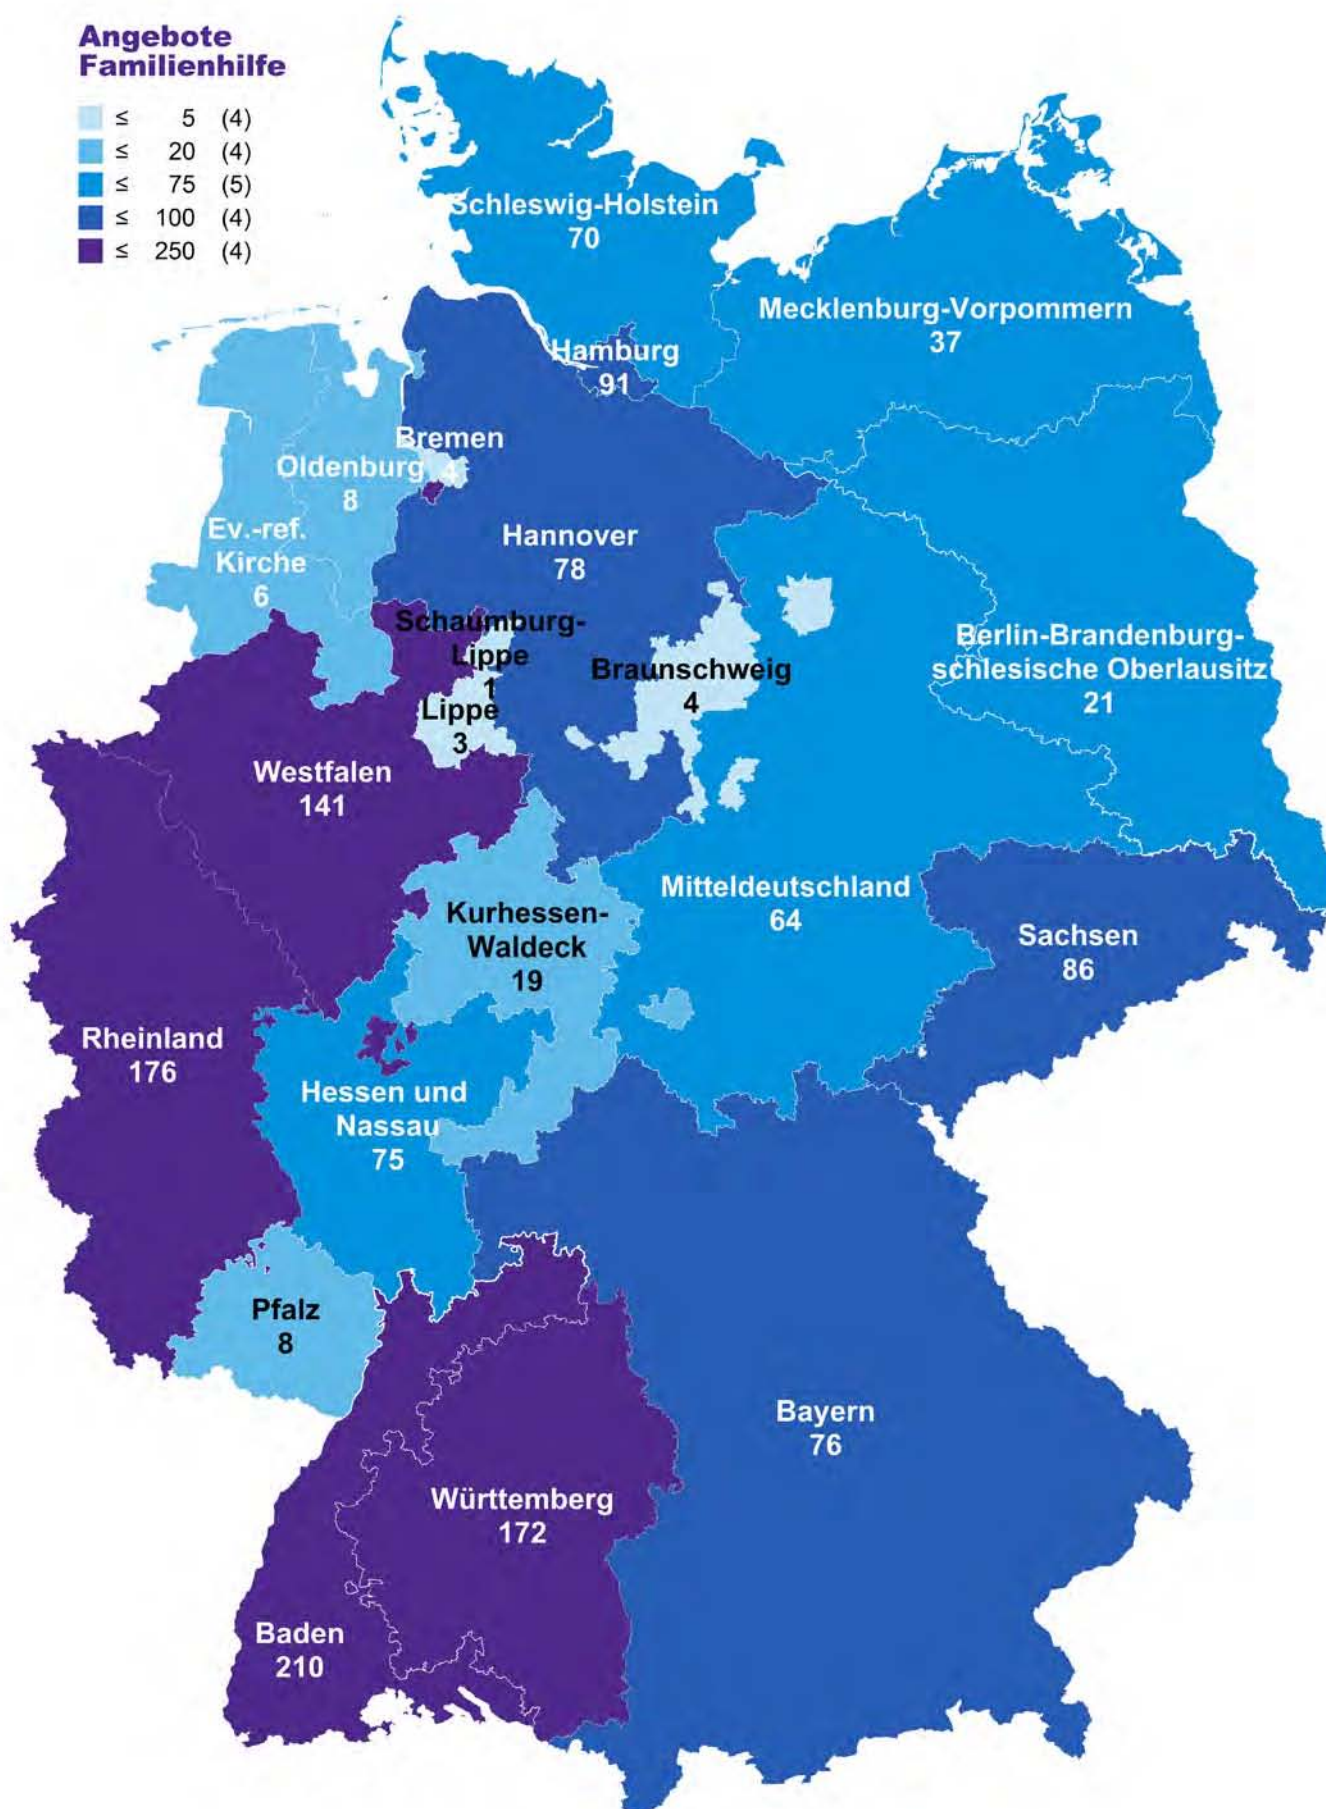 Angebote
Familienhilfe
≤ 5 (4)
≤ 20 (4)
≤ 75 (5)
≤ 100 (4)
≤ 250 (4)
Schleswig-Holstein
70
Mecklenburg-Vorpommern
37
Hamburg
91
Bremen
4
Oldenburg
8
Ev.-ref.
Kirche
6
Hannover
78
Schaumburg-
Lippe
1
Lippe
3
Braunschweig
4
Berlin-Brandenburg-
schlesische Oberlausitz
21
Westfalen
141
Kurhessen-
Waldeck
19
Mitteldeutschland
64
Sachsen
86
Rheinland
176
Hessen und
Nassau
75
Pfalz
8
Bayern
76
Württemberg
172
Baden
210